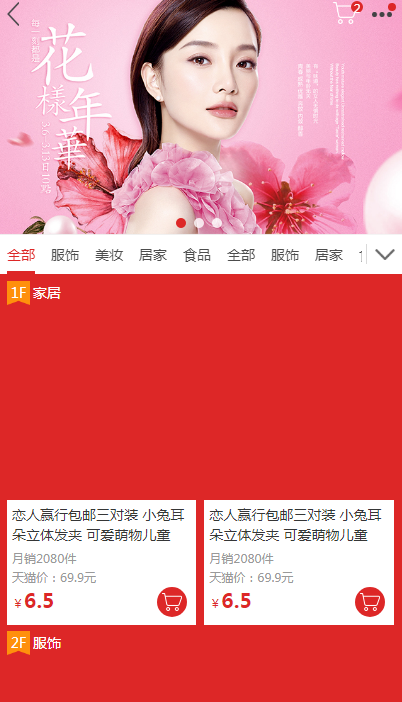 2
每一刻都是
花樣年華
全部 服饰 美妆 居家 食品 全部 服饰 居家
1F 家居
恋人赢行包邮三对装 小兔耳
朵立体发夹 可爱萌物儿童
月销2080件
天猫价：69.9元
¥6.5
恋人赢行包邮三对装 小兔耳
朵立体发夹 可爱萌物儿童
月销2080件
天猫价：69.9元
¥6.5
2F 服饰